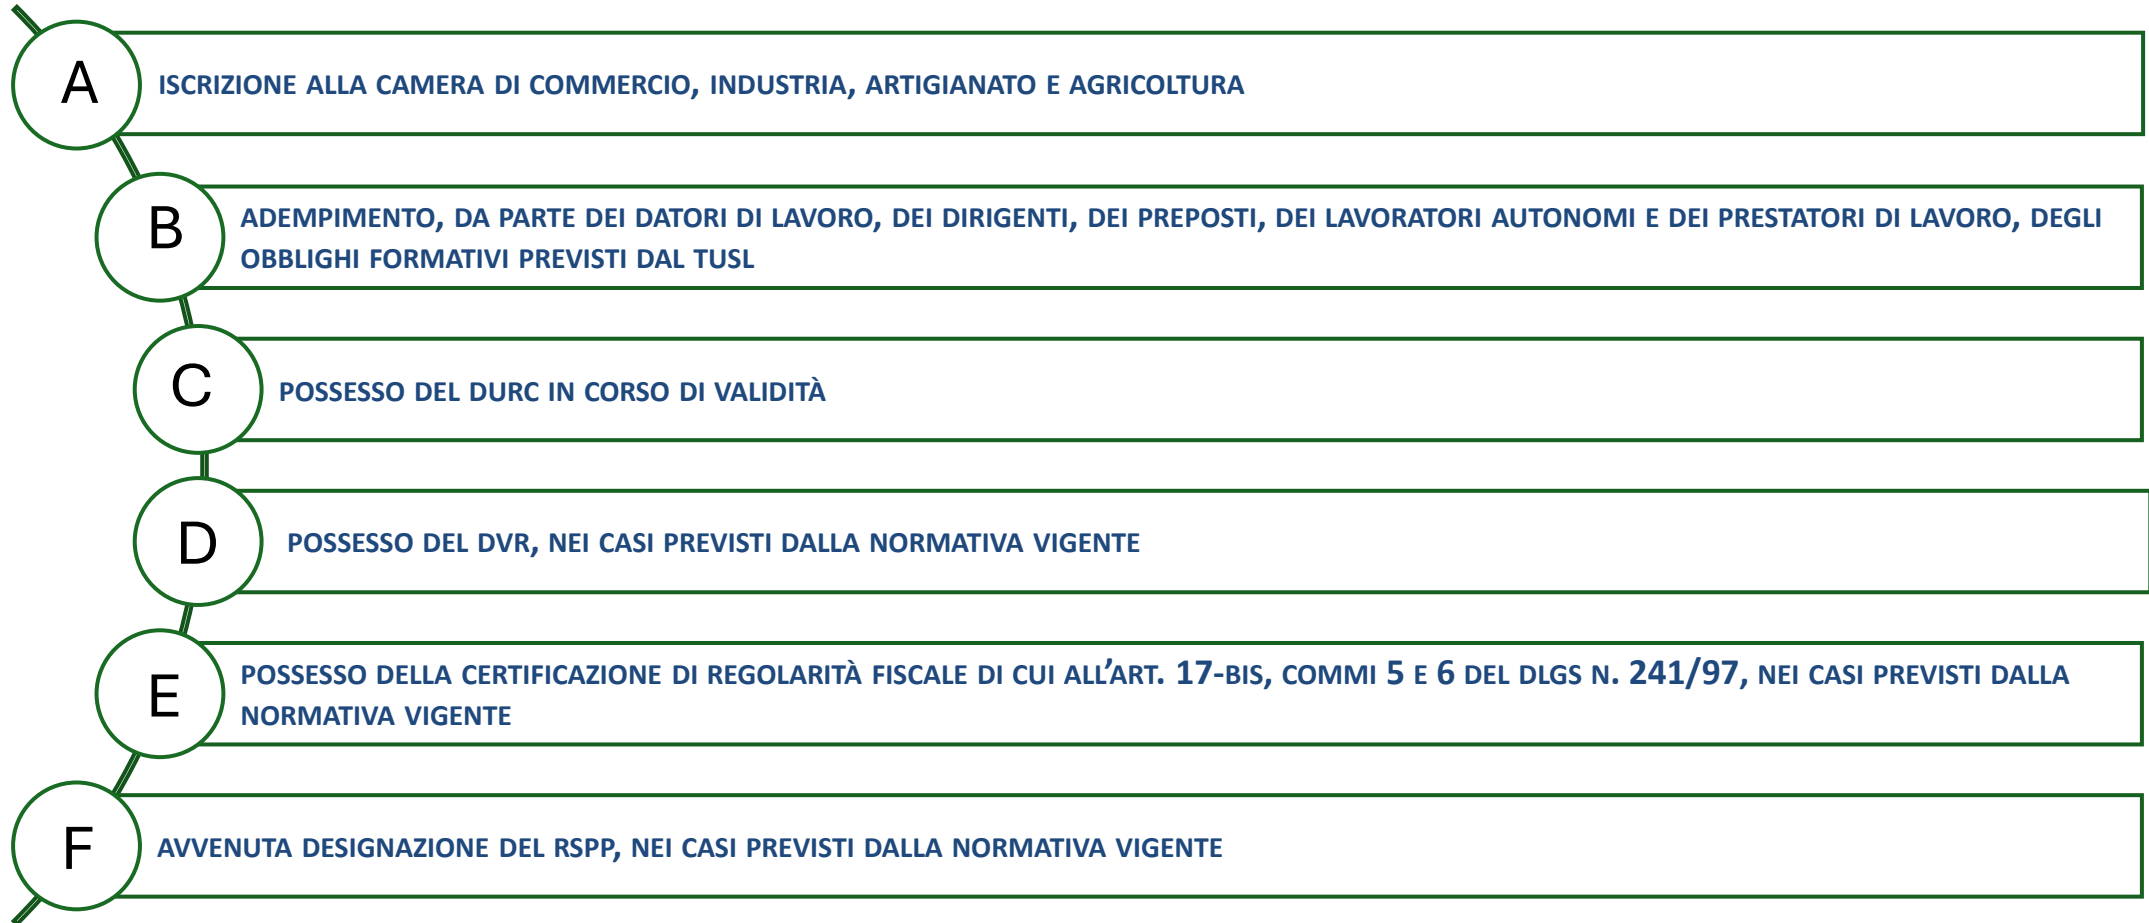 A
ISCRIZIONE ALLA CAMERA DI COMMERCIO, INDUSTRIA, ARTIGIANATO E AGRICOLTURA
B
ADEMPIMENTO, DA PARTE DEI DATORI DI LAVORO, DEI DIRIGENTI, DEI PREPOSTI, DEI LAVORATORI AUTONOMI E DEI PRESTATORI DI LAVORO, DEGLI
OBBLIGHI FORMATIVI PREVISTI DAL TUSL
C
POSSESSO DEL DURC IN CORSO DI VALIDITÀ
D
POSSESSO DEL DVR, NEI CASI PREVISTI DALLA NORMATIVA VIGENTE
E
POSSESSO DELLA CERTIFICAZIONE DI REGOLARITÀ FISCALE DI CUI ALL’ART. 17-BIS, COMMI 5 E 6 DEL DLGS N. 241/97, NEI CASI PREVISTI DALLA
NORMATIVA VIGENTE
F
AVVENUTA DESIGNAZIONE DEL RSPP, NEI CASI PREVISTI DALLA NORMATIVA VIGENTE